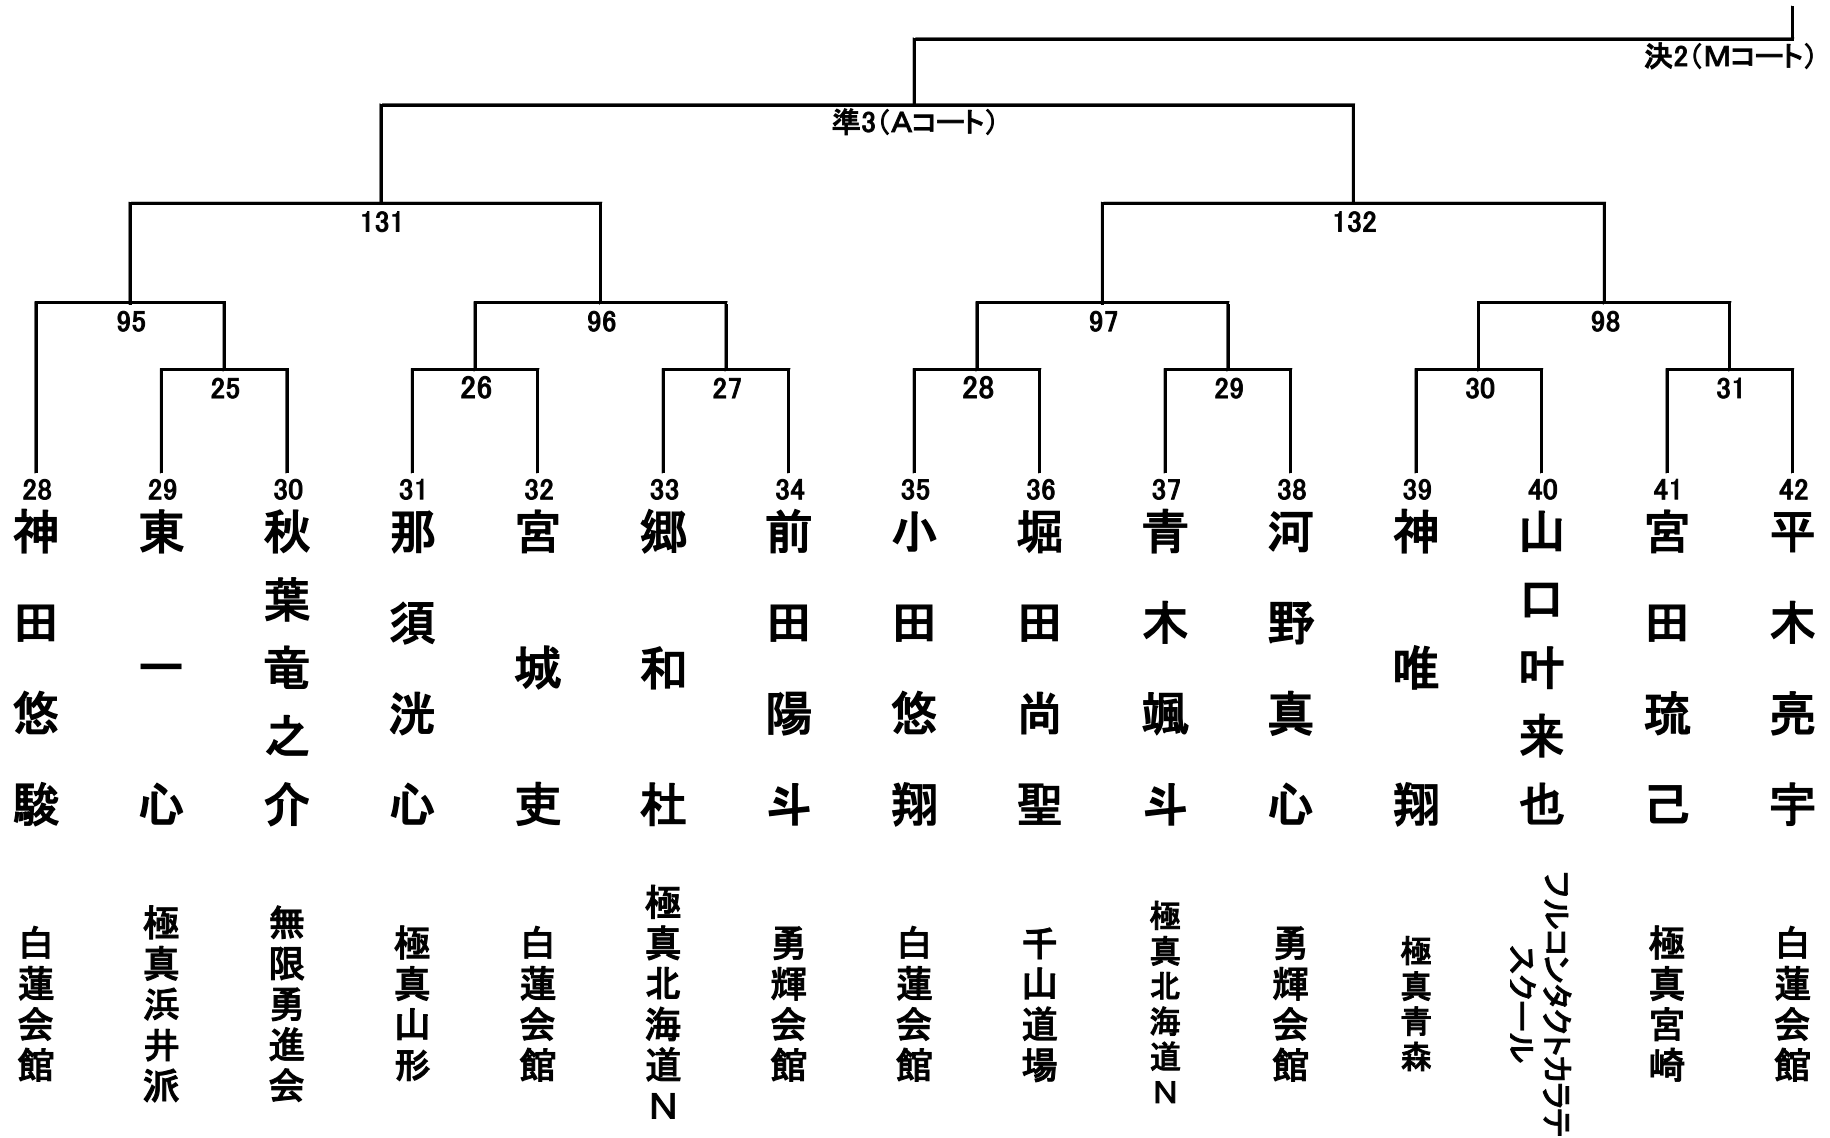 決2(Mコート)
準3(Aコート)
131
132
95
96
97
98
25
26
27
28
29
30
31
28
29
30
31
32
33
34
35
36
37
38
39
40
41
42
神田悠駿
東一心
秋葉竜之介
那須洸心
宮城吏
郷和杜
前田陽斗
小田悠翔
堀田尚聖
青木颯斗
河野真心
神唯翔
山口叶来也
宮田琉己
平木亮宇
白蓮会館
極真浜井派
無限勇進会
極真山形
白蓮会館
極真北海道N
勇輝会館
白蓮会館
千山道場
極真北海道N
勇輝会館
極真青森
フルコンタクトカラテ
スクール
極真宮崎
白蓮会館